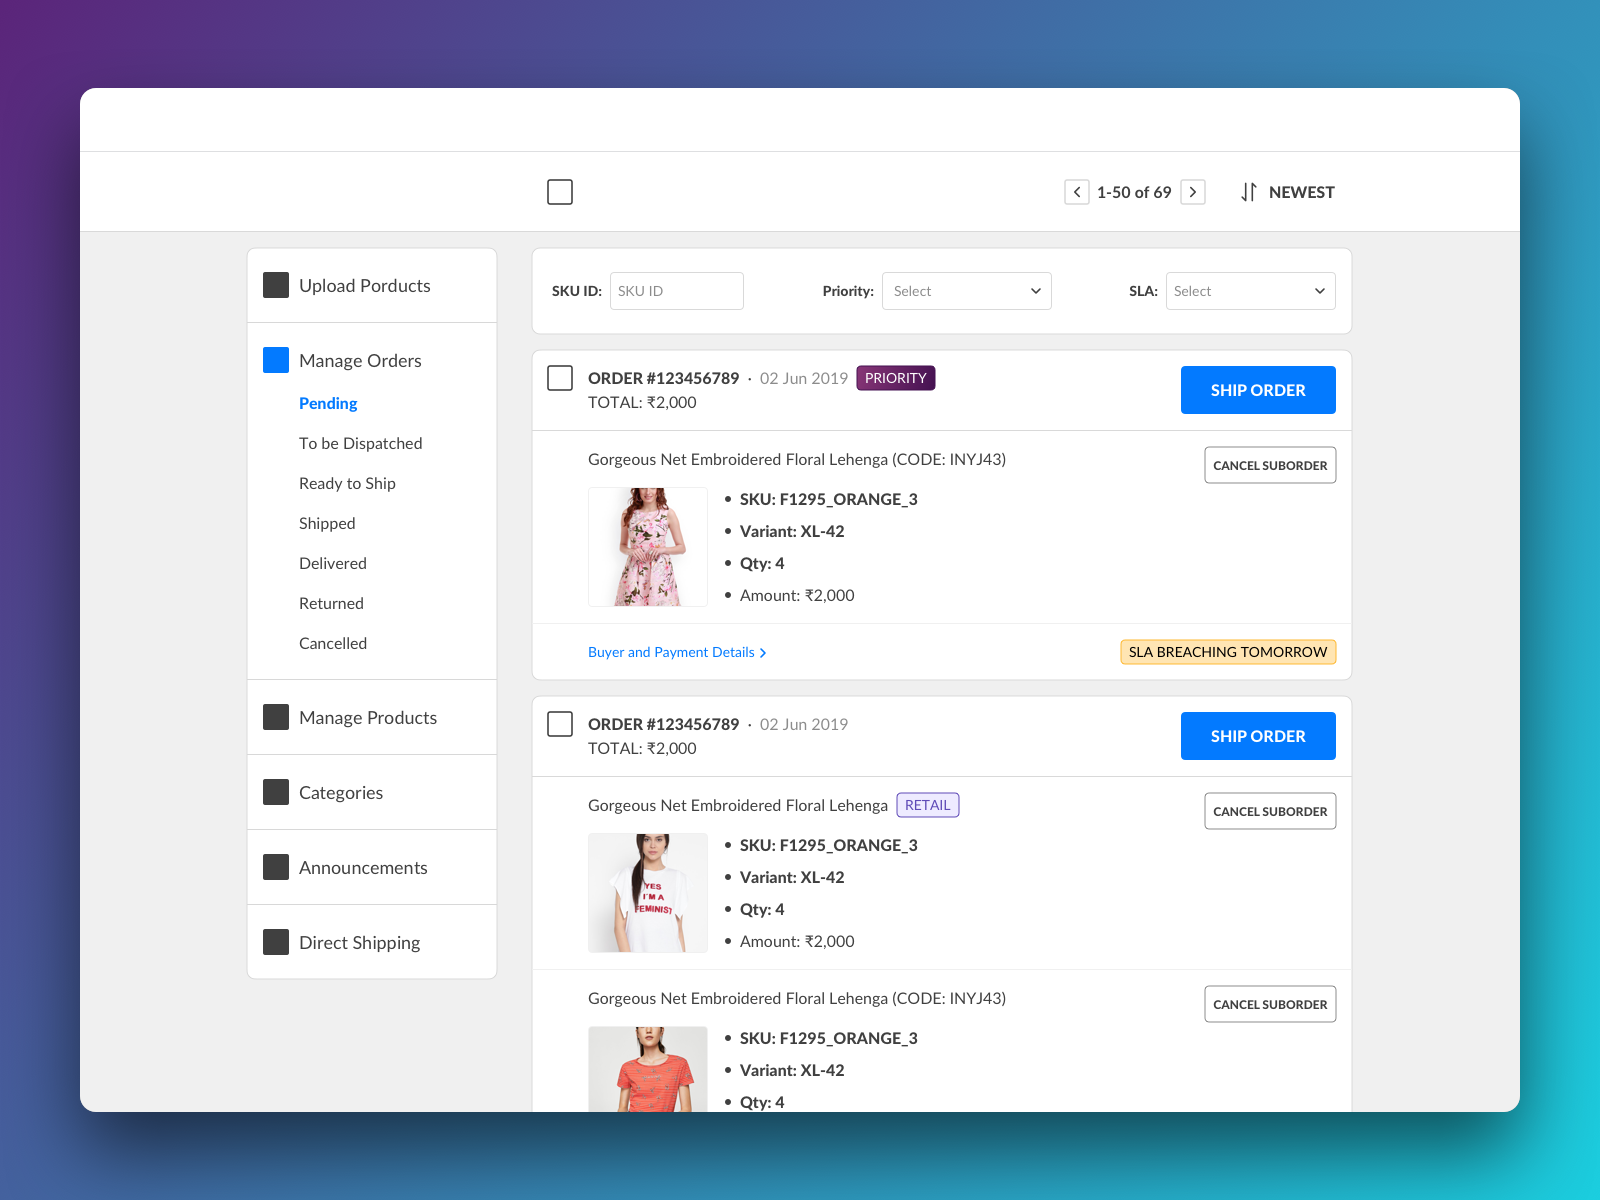 1-50 of 69
NEWEST
Upload Porducts
Manage Orders
Pending
To be Dispatched
Ready to Ship
Shipped
Delivered
Returned
Cancelled
Manage Products
Categories
Announcements
Direct Shipping
SKU ID: SKU ID
Priority: Select
SLA: Select
ORDER #123456789 · 02 Jun 2019 PRIORITY
TOTAL: ₹2,000
SHIP ORDER
Gorgeous Net Embroidered Floral Lehenga (CODE: INYJ43)
CANCEL SUBORDER
• SKU: F1295_ORANGE_3
• Variant: XL-42
• Qty: 4
• Amount: ₹2,000
Buyer and Payment Details
SLA BREACHING TOMORROW
ORDER #123456789 · 02 Jun 2019
TOTAL: ₹2,000
SHIP ORDER
Gorgeous Net Embroidered Floral Lehenga RETAIL
CANCEL SUBORDER
YES
I'M A
FEMINIST
• SKU: F1295_ORANGE_3
• Variant: XL-42
• Qty: 4
• Amount: ₹2,000
Gorgeous Net Embroidered Floral Lehenga (CODE: INYJ43)
CANCEL SUBORDER
• SKU: F1295_ORANGE_3
• Variant: XL-42
• Qty: 4